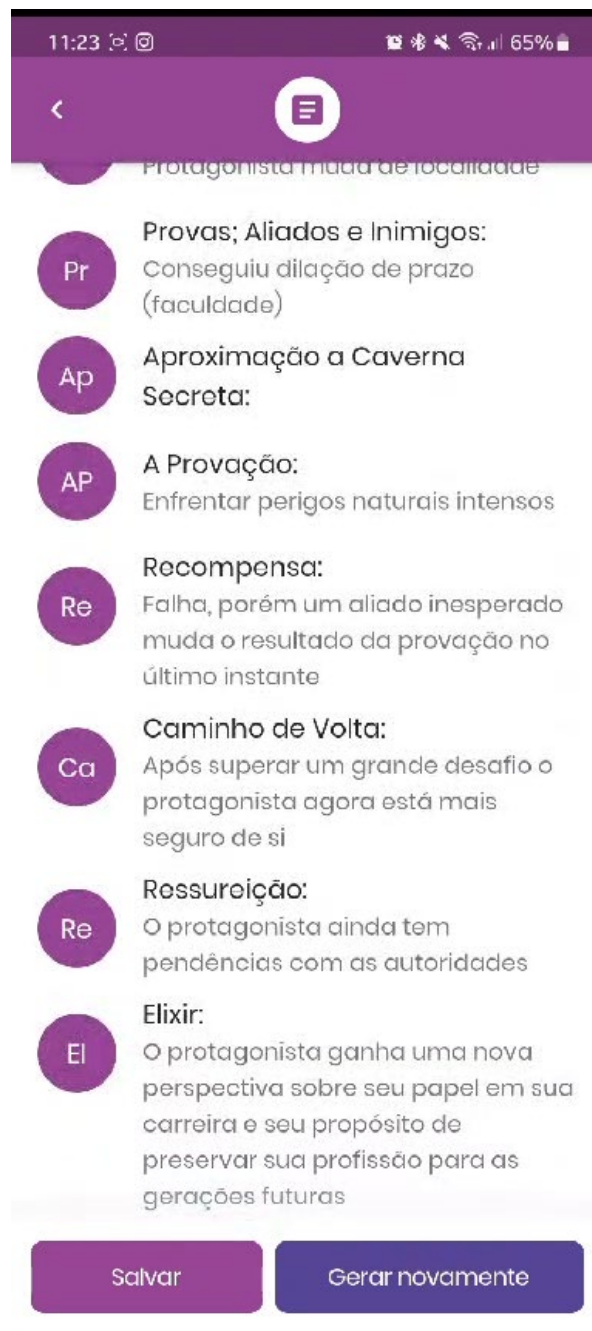 11:23
65%
Protagonista muda de localidade
Provas; Aliados e Inimigos:
Pr
Conseguiu dilação de prazo
(faculdade)
Aproximação a Caverna
Ap
Secreta:
A Provação:
AP
Enfrentar perigos naturais intensos
Recompensa:
Re
Falha, porém um aliado inesperado
muda o resultado da provação no
último instante
Caminho de Volta:
Ca
Após superar um grande desafio o
protagonista agora está mais
seguro de si
Ressureição:
Re
O protagonista ainda tem
pendências com as autoridades
Elixir:
El
O protagonista ganha uma nova
perspectiva sobre seu papel em sua
carreira e seu propósito de
preservar sua profissão para as
gerações futuras
Salvar
Gerar novamente